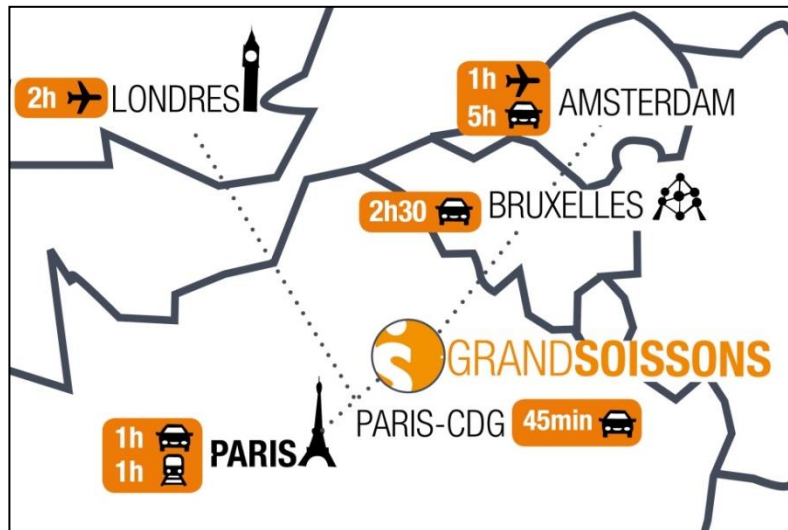 2h LONDRES
1h
5h
AMSTERDAM
2h30 BRUXELLES
S GRANDSOISSONS
PARIS-CDG 45min
1h
1h
PARIS